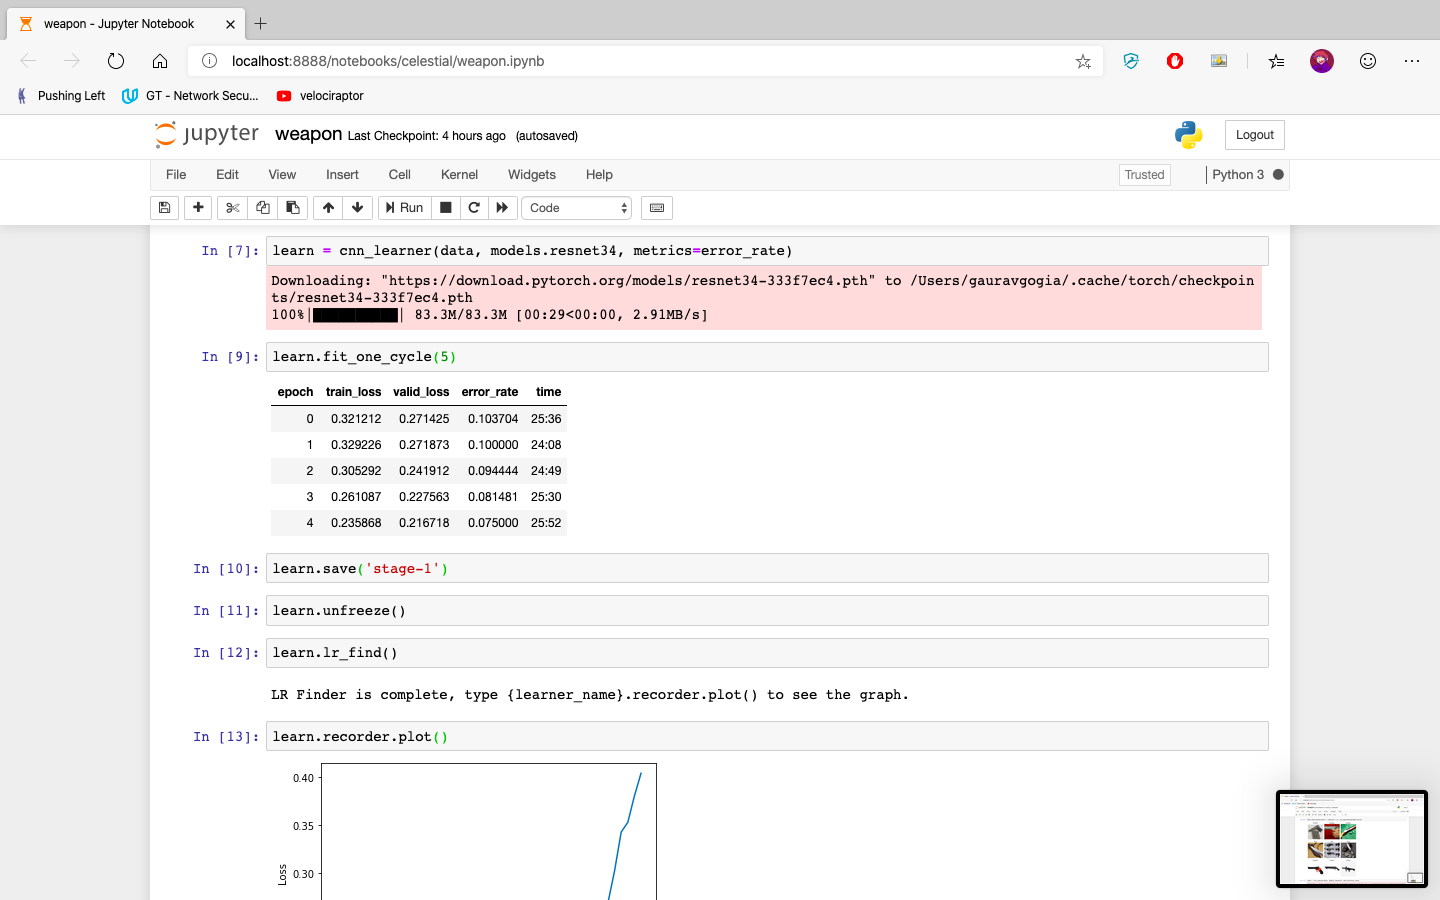 weapon - Jupyter Notebook
localhost:8888/notebooks/celestial/weapon.ipynb
Pushing Left
GT - Network Secu...
velociraptor
jupyter weapon Last Checkpoint: 4 hours ago (autosaved)
Logout
File Edit View Insert Cell Kernel Widgets Help
Trusted
Python 3
Run
Code
In [7]: learn = cnn_learner(data, models.resnet34, metrics=error_rate)
Downloading: "https://download.pytorch.org/models/resnet34-333f7ec4.pth" to /Users/gauravgogia/.cache/torch/checkpoin
ts/resnet34-333f7ec4.pth
100%|██████████| 83.3M/83.3M [00:29<00:00, 2.91MB/s]
In [9]: learn.fit_one_cycle(5)
epoch train_loss valid_loss error_rate time
0 0.321212 0.271425 0.103704 25:36
1 0.329226 0.271873 0.100000 24:08
2 0.305292 0.241912 0.094444 24:49
3 0.261087 0.227563 0.081481 25:30
4 0.235868 0.216718 0.075000 25:52
In [10]: learn.save('stage-1')
In [11]: learn.unfreeze()
In [12]: learn.lr_find()
LR Finder is complete, type {learner_name}.recorder.plot() to see the graph.
In [13]: learn.recorder.plot()
0.40
0.35
0.30
Loss